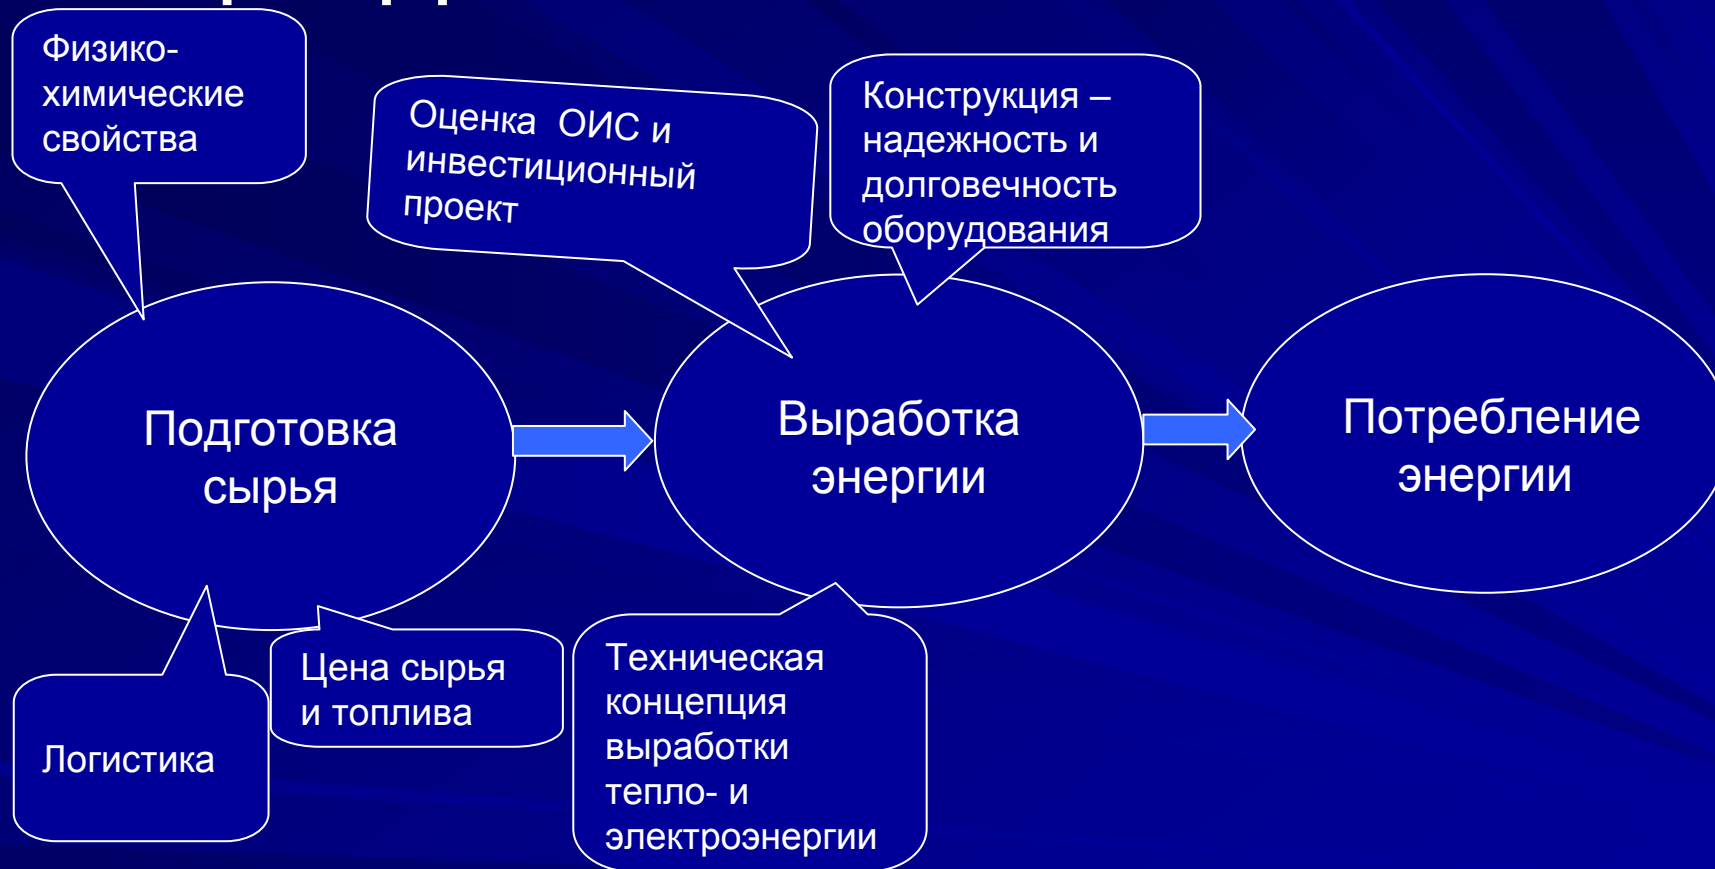 Физико-
химические
свойства
Оценка ОИС и
инвестиционный
проект
Конструкция –
надежность и
долговечность
оборудования
Подготовка
сырья
Выработка
энергии
Потребление
энергии
Логистика
Цена сырья
и топлива
Техническая
концепция
выработки
тепло- и
электроэнергии